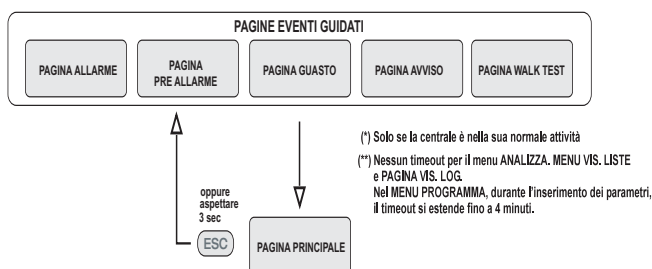 PAGINE EVENTI GUIDATI
PAGINA ALLARME
PAGINA
PRE ALLARME
PAGINA GUASTO
PAGINA AVVISO
PAGINA WALK TEST
(*) Solo se la centrale è nella sua normale attività
(**) Nessun timeout per il menu ANALIZZA. MENU VIS. LISTE
e PAGINA VIS. LOG.
Nel MENU PROGRAMMA, durante l'inserimento dei parametri,
il timeout si estende fino a 4 minuti.
oppure
aspettare
3 sec
ESC
PAGINA PRINCIPALE